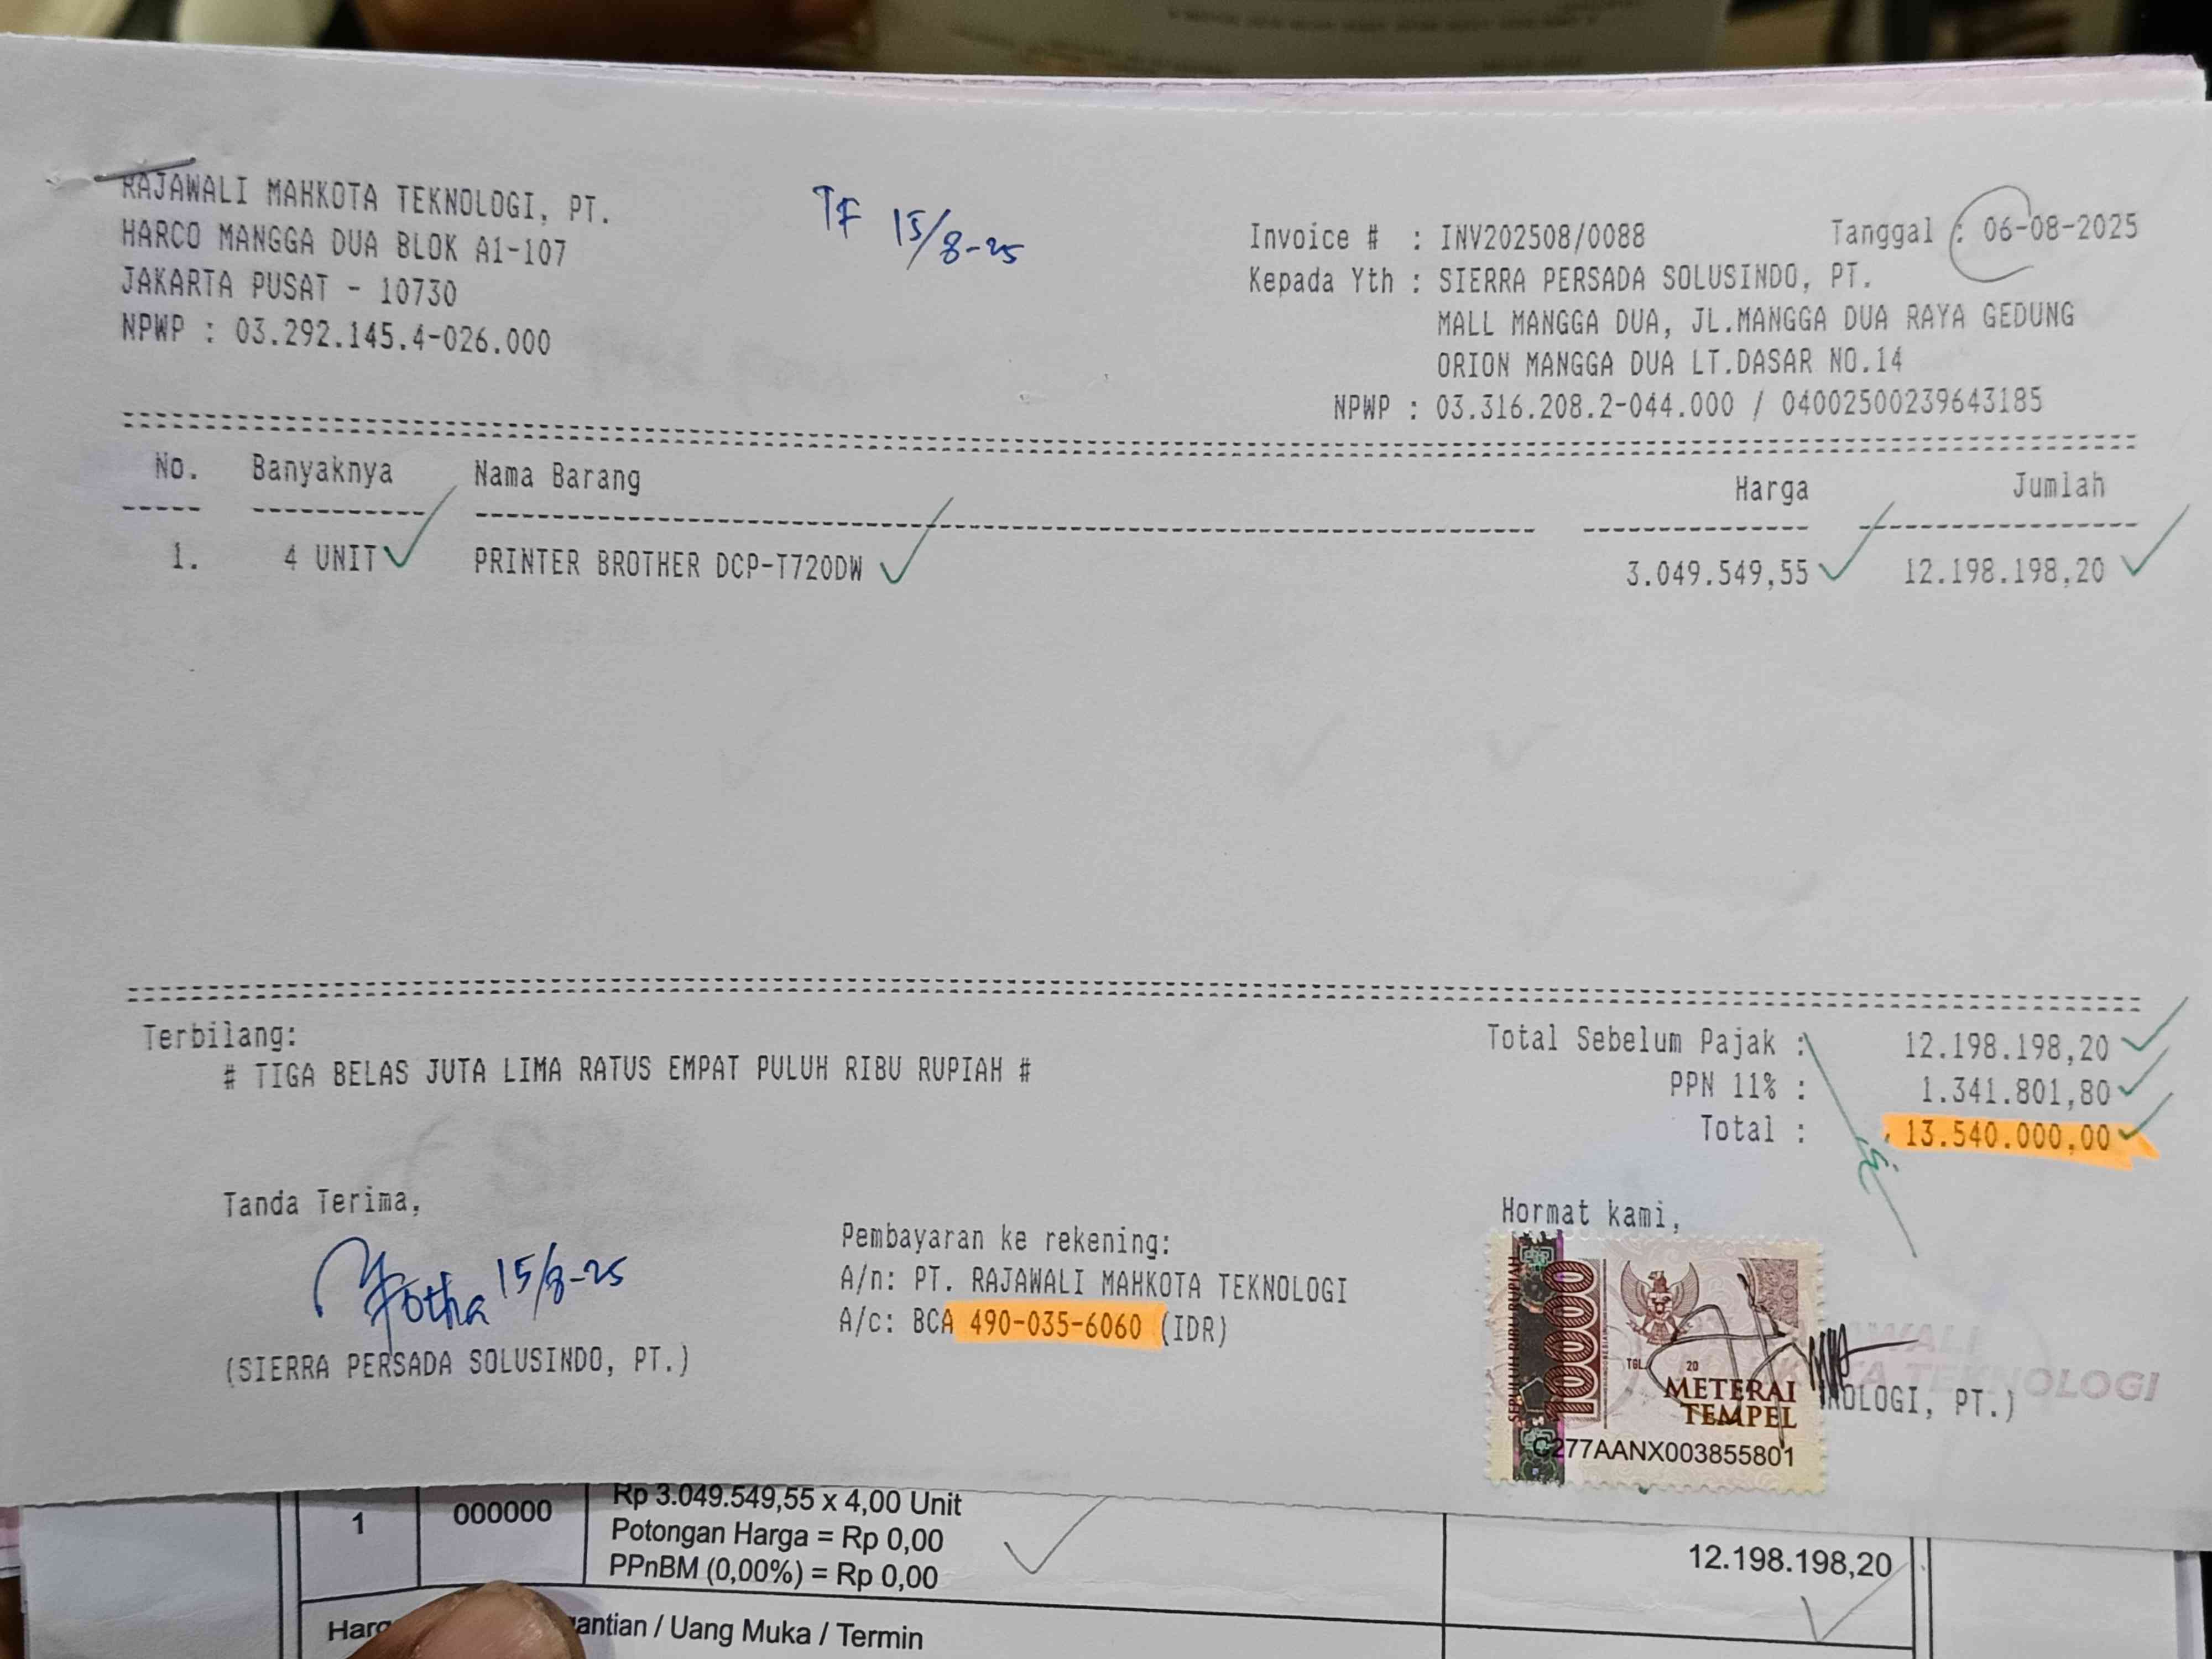 RAJAWALI MAHKOTA TEKNOLOGI, PT.
HARCO MANGGA DUA BLOK A1-107
JAKARTA PUSAT - 10730
NPWP : 03.292.145.4-026.000
TF 15/8-25
Invoice # : INV202508/0088 Tanggal : 06-08-2025
Kepada Yth : SIERRA PERSADA SOLUSINDO, PT.
MALL MANGGA DUA, JL.MANGGA DUA RAYA GEDUNG
ORION MANGGA DUA LT.DASAR NO.14
NPWP : 03.316.208.2-044.000 / 04002500239643185
No. Banyaknya Nama Barang Harga Jumlah
1. 4 UNIT PRINTER BROTHER DCP-T720DW 3.049.549,55 12.198.198,20
Terbilang:
# TIGA BELAS JUTA LIMA RATUS EMPAT PULUH RIBU RUPIAH #
Total Sebelum Pajak : 12.198.198,20
PPN 11% : 1.341.801,80
Total : 13.540.000,00
Tanda Terima,
15/8-25
(SIERRA PERSADA SOLUSINDO, PT.)
Pembayaran ke rekening:
A/n: PT. RAJAWALI MAHKOTA TEKNOLOGI
A/c: BCA 490-035-6060 (IDR)
Hormat kami,
10000
TGL. 20
METERAI
TEMPEL
C277AANX003855801
NOLOGI, PT.)
TEKNOLOGI
1 000000 Rp 3.049.549,55 x 4,00 Unit
Potongan Harga = Rp 0,00
PPnBM (0,00%) = Rp 0,00
12.198.198,20
antian / Uang Muka / Termin